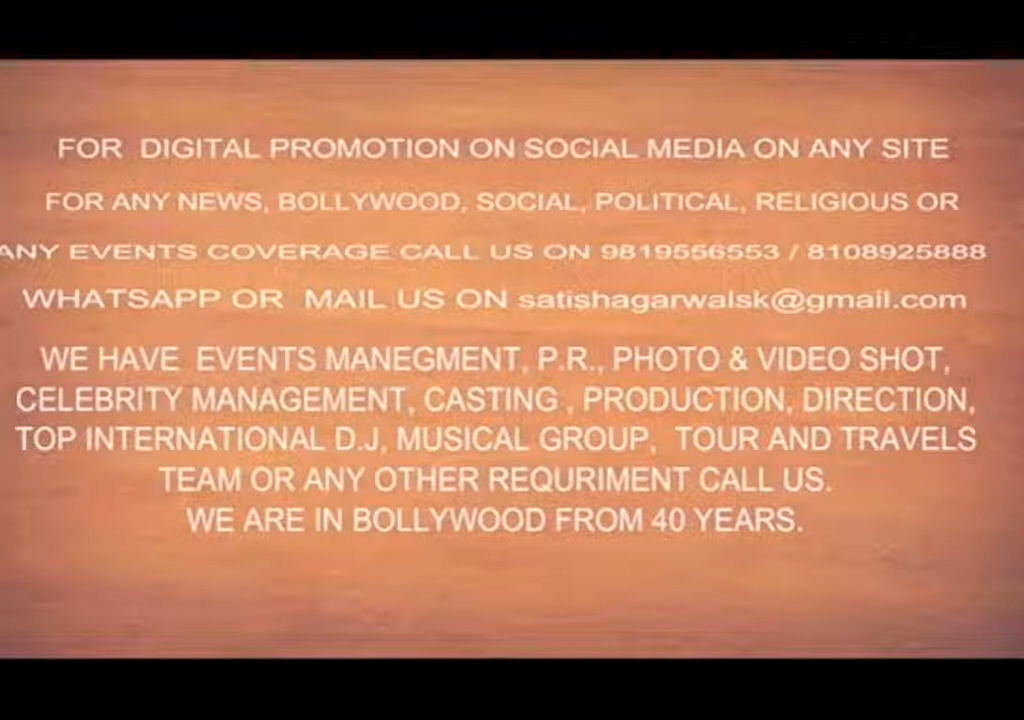 FOR DIGITAL PROMOTION ON SOCIAL MEDIA ON ANY SITE
FOR ANY NEWS, BOLLYWOOD, SOCIAL, POLITICAL, RELIGIOUS OR
ANY EVENTS COVERAGE CALL US ON 9819556553 / 8108925888
WHATSAPP OR MAIL US ON satishagarwalsk@gmail.com
WE HAVE EVENTS MANEGMENT, P.R., PHOTO & VIDEO SHOT,
CELEBRITY MANAGEMENT, CASTING , PRODUCTION, DIRECTION,
TOP INTERNATIONAL D.J, MUSICAL GROUP, TOUR AND TRAVELS
TEAM OR ANY OTHER REQURIMENT CALL US.
WE ARE IN BOLLYWOOD FROM 40 YEARS.